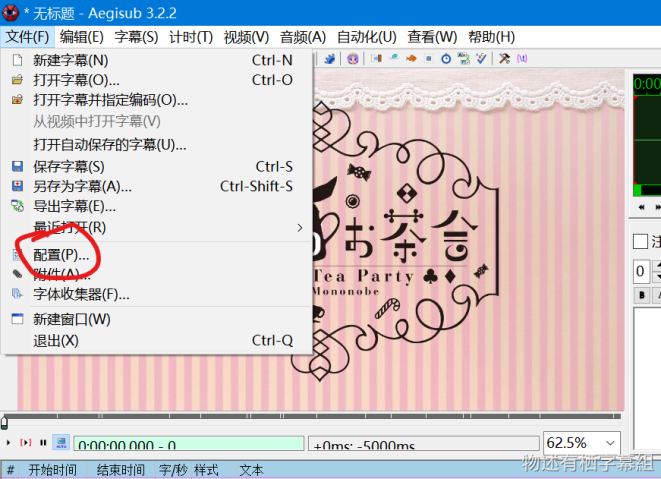 * 无标题 - Aegisub 3.2.2
文件(F) 编辑(E) 字幕(S) 计时(T) 视频(V) 音频(A) 自动化(U) 查看(W) 帮助(H)
新建字幕(N) Ctrl-N
打开字幕(O)... Ctrl-O
打开字幕并指定编码(O)...
从视频中打开字幕(V)
打开自动保存的字幕(U)...
保存字幕(S) Ctrl-S
另存为字幕(A)... Ctrl-Shift-S
导出字幕(E)...
最近打开(R)
配置(P)...
附件(A)...
字体收集器(F)...
新建窗口(W)
退出(X) Ctrl-Q
お茶会
Tea Party
Mononobe
0:00
注
0
B
AUTO
0:00:00.000 - 0
+0ms; -5000ms
62.5%
# 开始时间 结束时间 字/秒 样式 文本
物述有栖字幕組